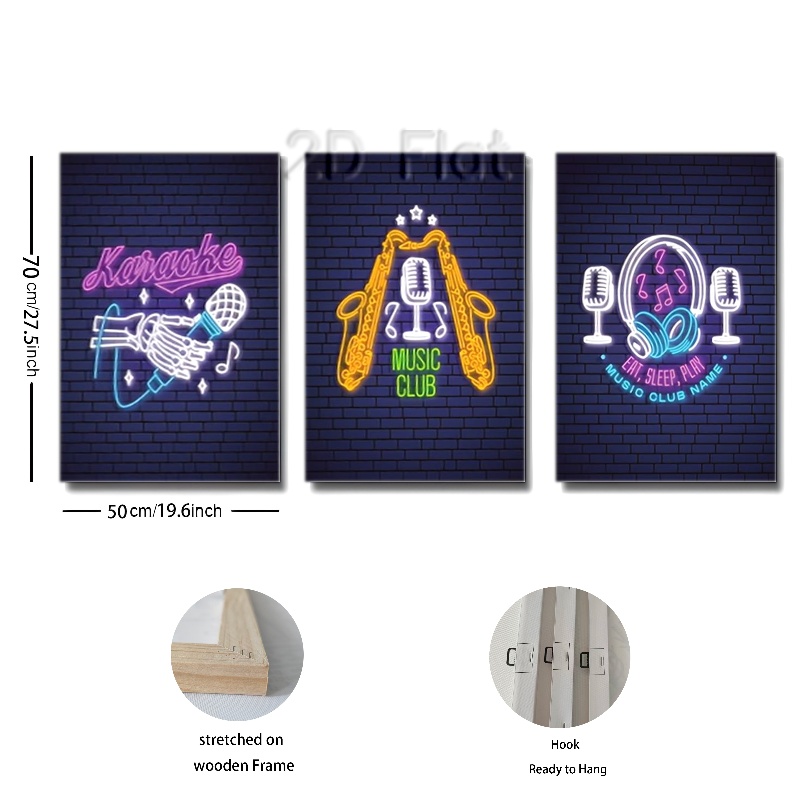 2D Flat
Karaoke
MUSIC
CLUB
EAT, SLEEP, PLAY
• MUSIC CLUB NAME •
70 cm/27.5inch
50cm/19.6inch
stretched on
wooden Frame
Hook
Ready to Hang